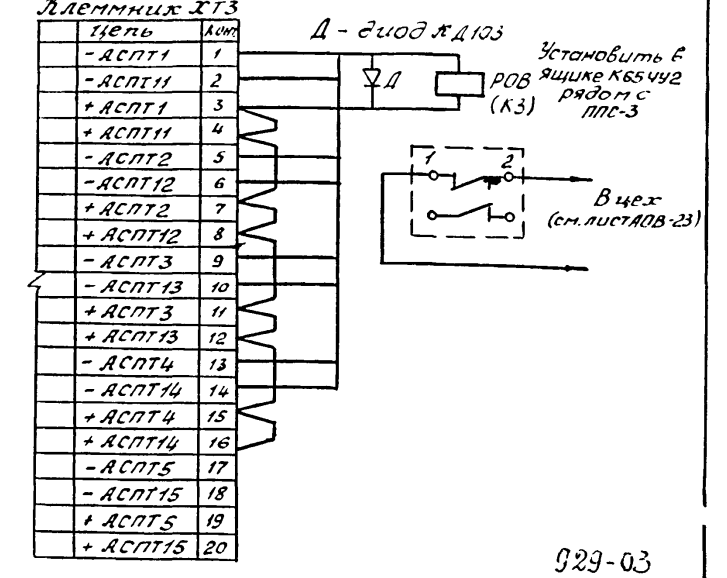 Клеммник ХТ3
Цепь Конт
- АСПТ1 1
- АСПТ11 2
+ АСПТ1 3
+ АСПТ11 4
- АСПТ2 5
- АСПТ12 6
+ АСПТ2 7
+ АСПТ12 8
- АСПТ3 9
- АСПТ13 10
+ АСПТ3 11
+ АСПТ13 12
- АСПТ4 13
- АСПТ14 14
+ АСПТ4 15
+ АСПТ14 16
- АСПТ5 17
- АСПТ15 18
+ АСПТ5 19
+ АСПТ15 20
Д - диод КД103
Д
РОВ
(К3)
Установить в
ящике К654У2
рядом с
ППС-3
1 2
В цех
(см. лист АОВ-23)
929-03